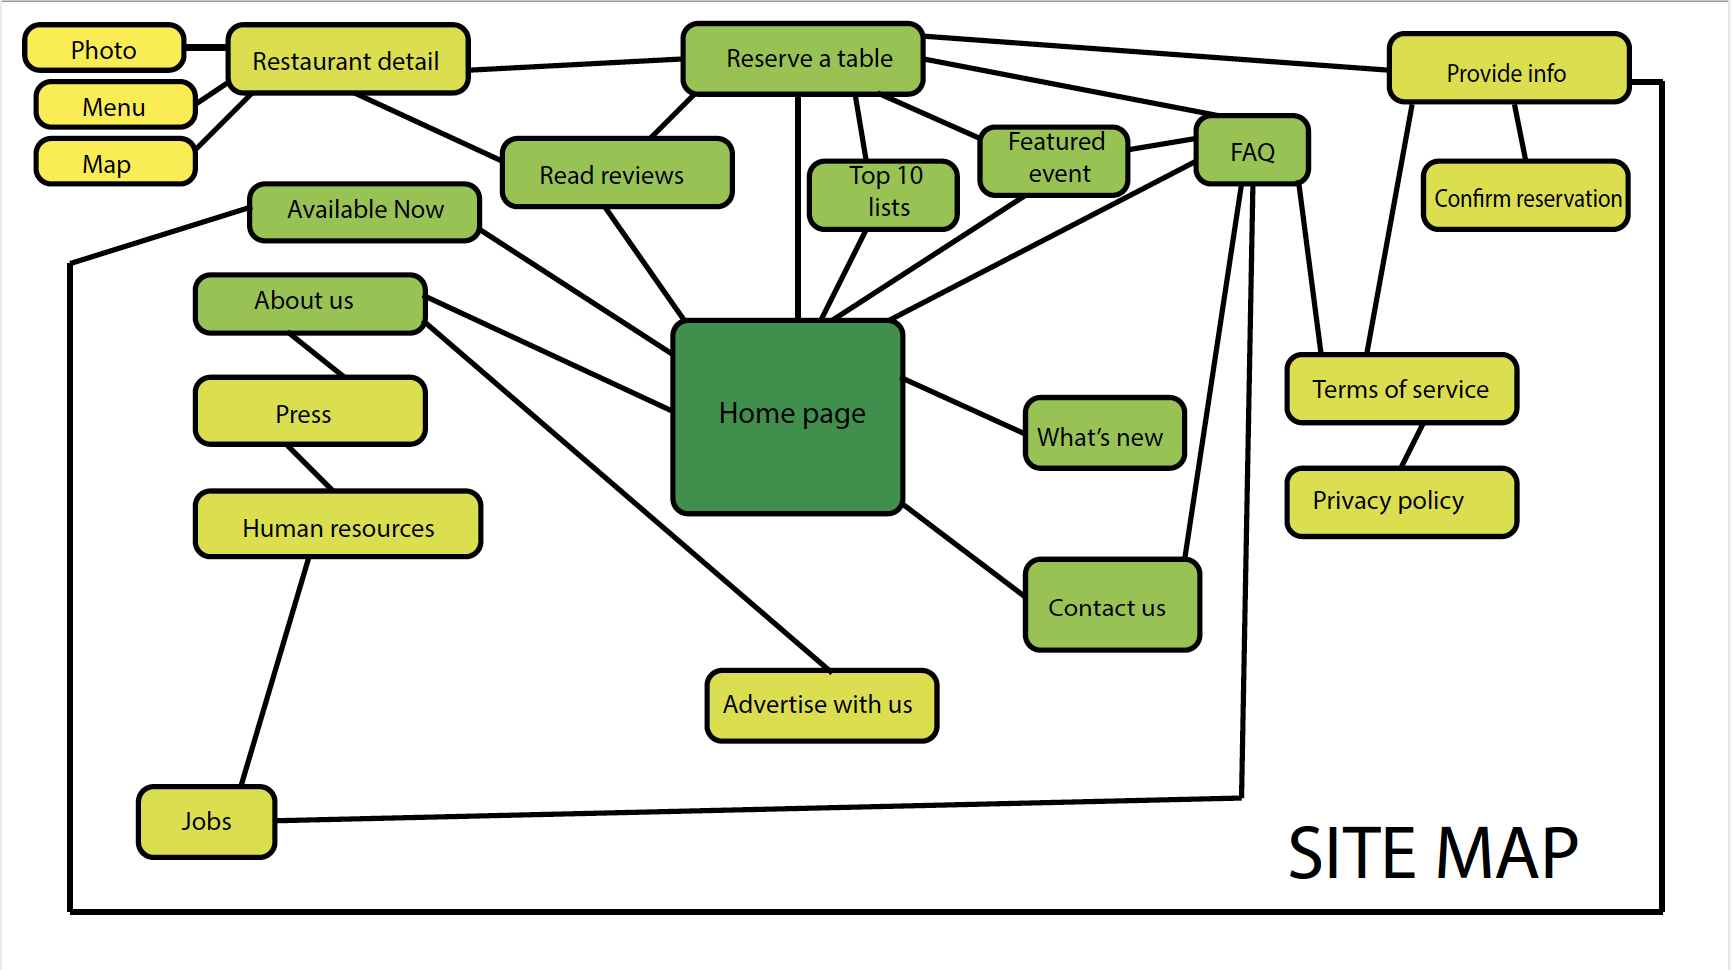 Photo
Restaurant detail
Reserve a table
Provide info
Menu
Map
Read reviews
Top 10
lists
Featured
event
FAQ
Confirm reservation
Available Now
About us
Press
Human resources
Home page
What's new
Terms of service
Privacy policy
Contact us
Advertise with us
Jobs
SITE MAP